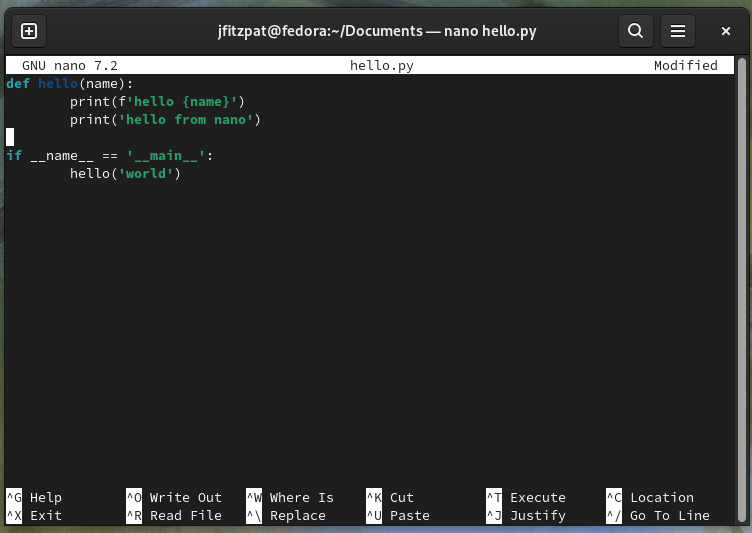 jfitzpat@fedora:~/Documents — nano hello.py
GNU nano 7.2 hello.py Modified
def hello(name):
        print(f'hello {name}')
        print('hello from nano')
if __name__ == '__main__':
        hello('world')
^G Help ^O Write Out ^W Where Is ^K Cut ^T Execute ^C Location
^X Exit ^R Read File ^\ Replace ^U Paste ^J Justify ^/ Go To Line